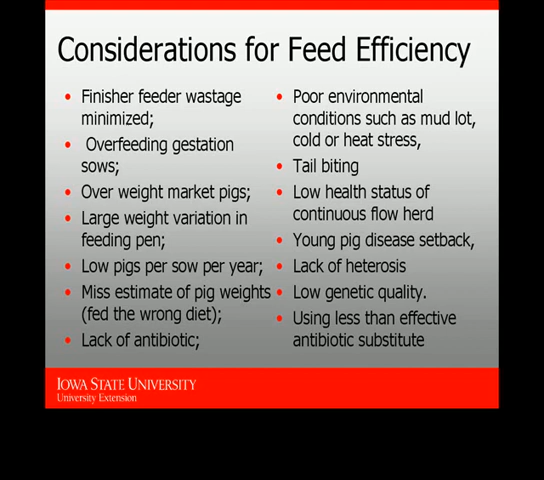 Considerations for Feed Efficiency
• Finisher feeder wastage
minimized;
• Overfeeding gestation
sows;
• Over weight market pigs;
• Large weight variation in
feeding pen;
• Low pigs per sow per year;
• Miss estimate of pig weights
(fed the wrong diet);
• Lack of antibiotic;
• Poor environmental
conditions such as mud lot,
cold or heat stress,
• Tail biting
• Low health status of
continuous flow herd
• Young pig disease setback,
• Lack of heterosis
• Low genetic quality.
• Using less than effective
antibiotic substitute
IOWA STATE UNIVERSITY
University Extension